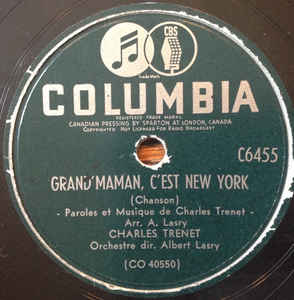 CBS
Trade Mark
COLUMBIA
REGISTERED TRADE MARKS
CANADIAN PRESSING BY SPARTON AT LONDON, CANADA
COPYRIGHTED NOT LICENSED FOR RADIO BROADCAST
C6455
GRAND'MAMAN, C'EST NEW YORK
(Chanson)
- Paroles et Musique de Charles Trenet -
Arr. A. Lasry
CHARLES TRENET
Orchestre dir. Albert Lasry
(CO 40550)